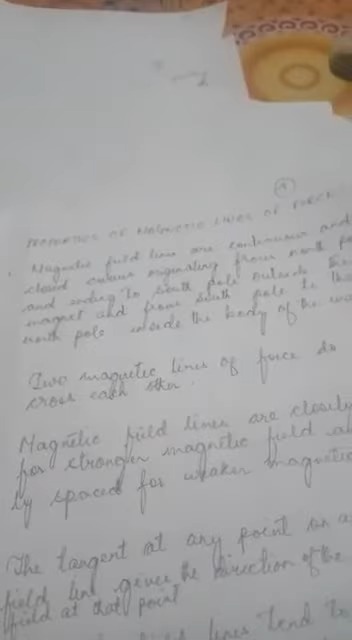 PROPERTIES OF MAGNETIC LINES OF FORCE
Magnetic field lines are continuous and
closed curves originating from north
and ending to south pole outside the
magnet and from south pole to the
north pole inside the body of the
Two magnetic lines of force do
cross each other.
Magnetic field lines are closely
for stronger magnetic field
ly spaced for weaker magnetic
The tangent at any point on a
field line gives the direction of the
field at that point
lines tend to